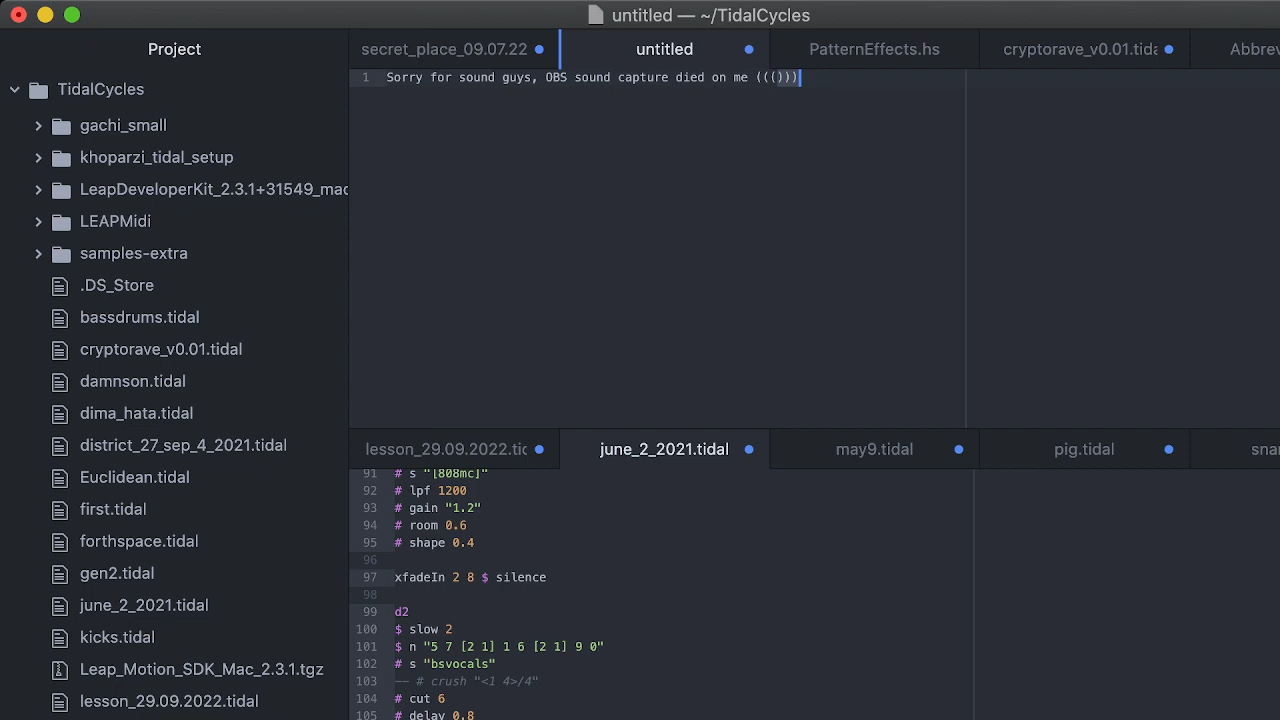 untitled — ~/TidalCycles
Project
TidalCycles
gachi_small
khoparzi_tidal_setup
LeapDeveloperKit_2.3.1+31549_mac
LEAPMidi
samples-extra
.DS_Store
bassdrums.tidal
cryptorave_v0.01.tidal
damnson.tidal
dima_hata.tidal
district_27_sep_4_2021.tidal
Euclidean.tidal
first.tidal
forthspace.tidal
gen2.tidal
june_2_2021.tidal
kicks.tidal
Leap_Motion_SDK_Mac_2.3.1.tgz
lesson_29.09.2022.tidal
secret_place_09.07.22 untitled PatternEffects.hs cryptorave_v0.01.tida Abbrev
1 Sorry for sound guys, OBS sound capture died on me ((()))
lesson_29.09.2022.tic june_2_2021.tidal may9.tidal pig.tidal snar
91 # s "[808mc]"
92 # lpf 1200
93 # gain "1.2"
94 # room 0.6
95 # shape 0.4
96
97 xfadeIn 2 8 $ silence
98
99 d2
100 $ slow 2
101 $ n "5 7 [2 1] 1 6 [2 1] 9 0"
102 # s "bsvocals"
103 -- # crush "<1 4>/4"
104 # cut 6
105 # delay 0.8